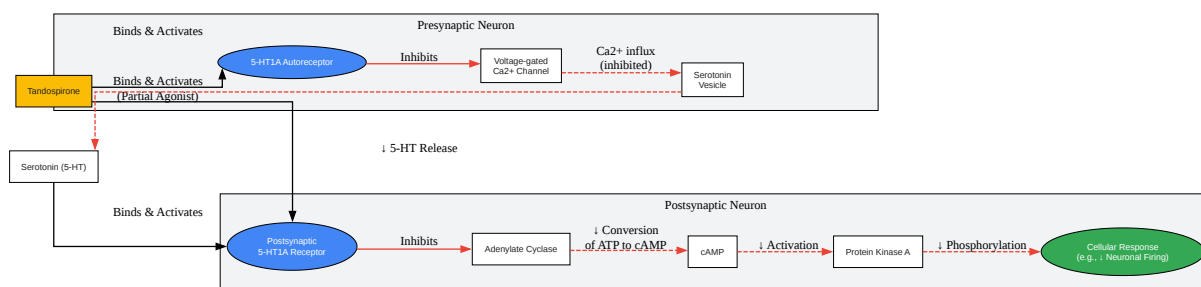 Presynaptic Neuron
Binds & Activates
5-HT1A Autoreceptor
Inhibits
Voltage-gated
Ca2+ Channel
Ca2+ influx
(inhibited)
Serotonin
Vesicle
Tandospirone
Binds & Activates
(Partial Agonist)
↓ 5-HT Release
Serotonin (5-HT)
Binds & Activates
Postsynaptic Neuron
Postsynaptic
5-HT1A Receptor
Inhibits
Adenylate Cyclase
↓ Conversion
of ATP to cAMP
cAMP
↓ Activation
Protein Kinase A
↓ Phosphorylation
Cellular Response
(e.g., ↓ Neuronal Firing)